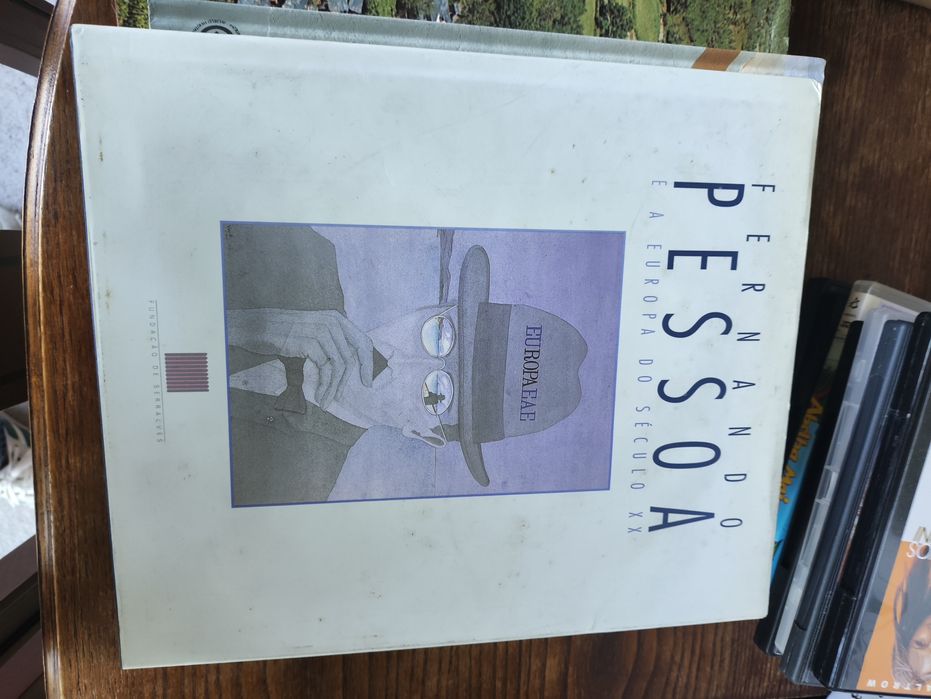 FERNANDO
PESSOA
E A EUROPA DO SÉCULO XX
EUROPAEAE
FUNDAÇÃO DE SERRALVES